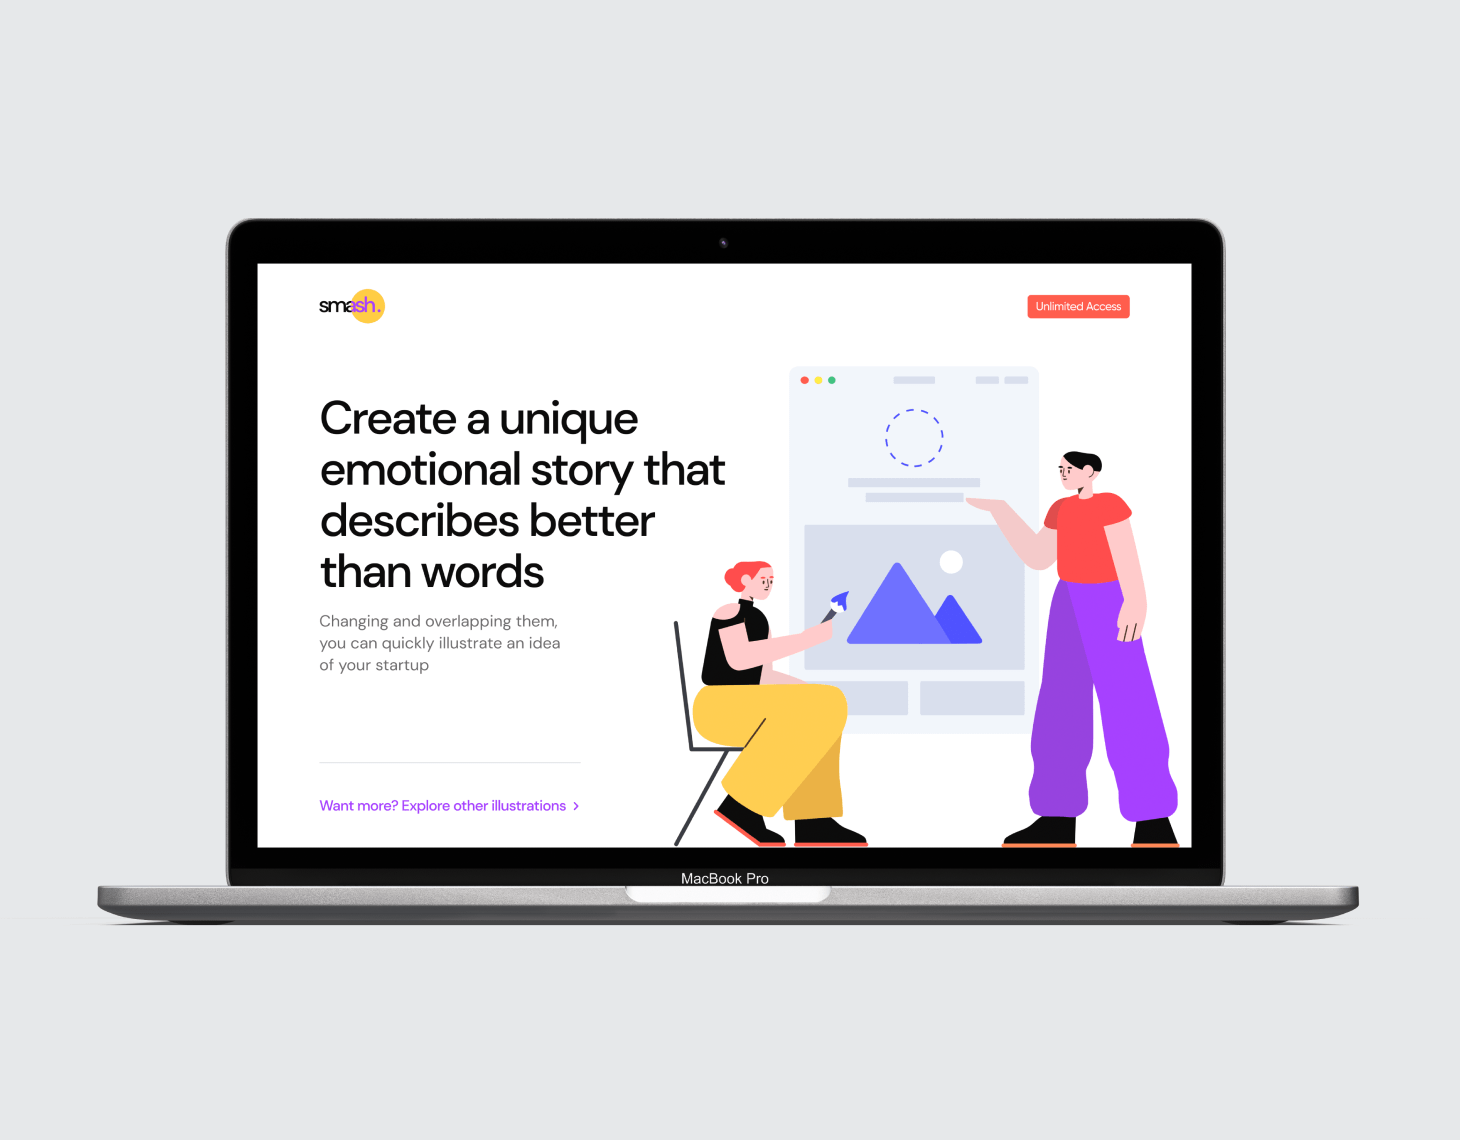 smash.
Unlimited Access
Create a unique
emotional story that
describes better
than words
Changing and overlapping them,
you can quickly illustrate an idea
of your startup
Want more? Explore other illustrations >
MacBook Pro